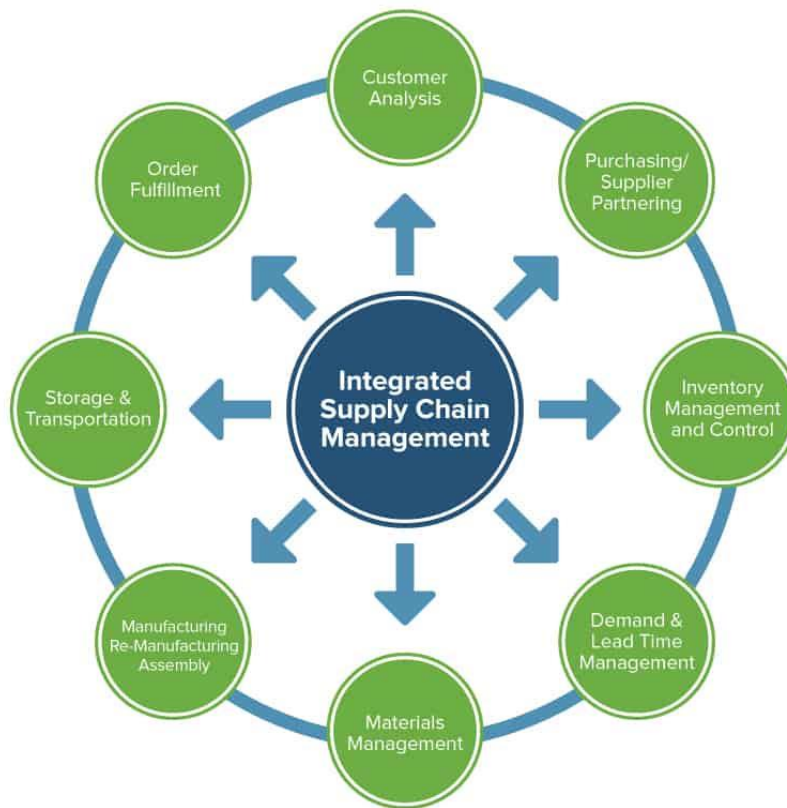 Customer
Analysis
Purchasing/
Supplier
Partnering
Inventory
Management
and Control
Demand &
Lead Time
Management
Materials
Management
Manufacturing
Re-Manufacturing
Assembly
Storage &
Transportation
Order
Fulfillment
Integrated
Supply Chain
Management